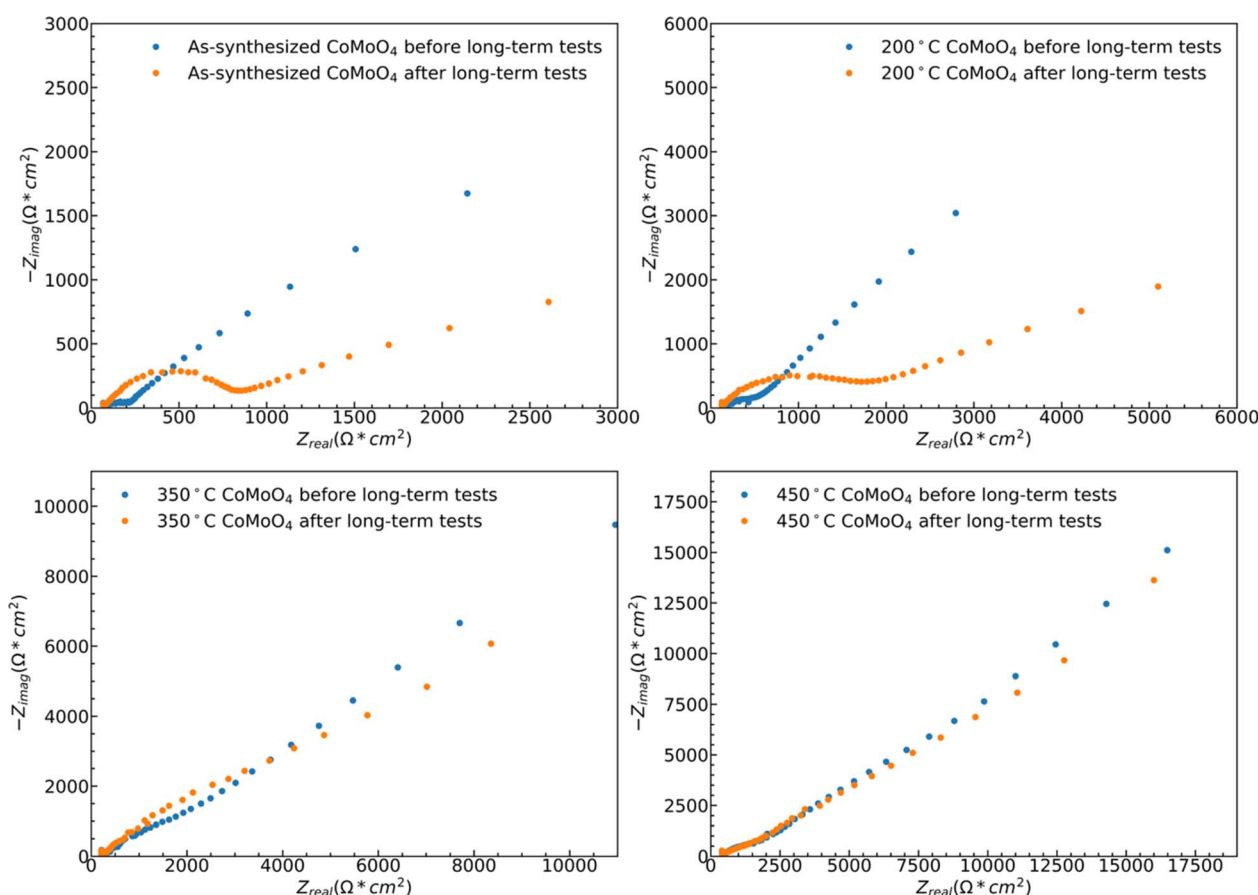 As-synthesized CoMoO₄ before long-term tests
As-synthesized CoMoO₄ after long-term tests
3000
2500
2000
1500
1000
500
0
−Z_imag(Ω * cm²)
0 500 1000 1500 2000 2500 3000
Z_real(Ω * cm²)
200°C CoMoO₄ before long-term tests
200°C CoMoO₄ after long-term tests
6000
5000
4000
3000
2000
1000
0
−Z_imag(Ω * cm²)
0 1000 2000 3000 4000 5000 6000
Z_real(Ω * cm²)
350°C CoMoO₄ before long-term tests
350°C CoMoO₄ after long-term tests
10000
8000
6000
4000
2000
0
−Z_imag(Ω * cm²)
0 2000 4000 6000 8000 10000
Z_real(Ω * cm²)
450°C CoMoO₄ before long-term tests
450°C CoMoO₄ after long-term tests
17500
15000
12500
10000
7500
5000
2500
0
−Z_imag(Ω * cm²)
0 2500 5000 7500 10000 12500 15000 17500
Z_real(Ω * cm²)